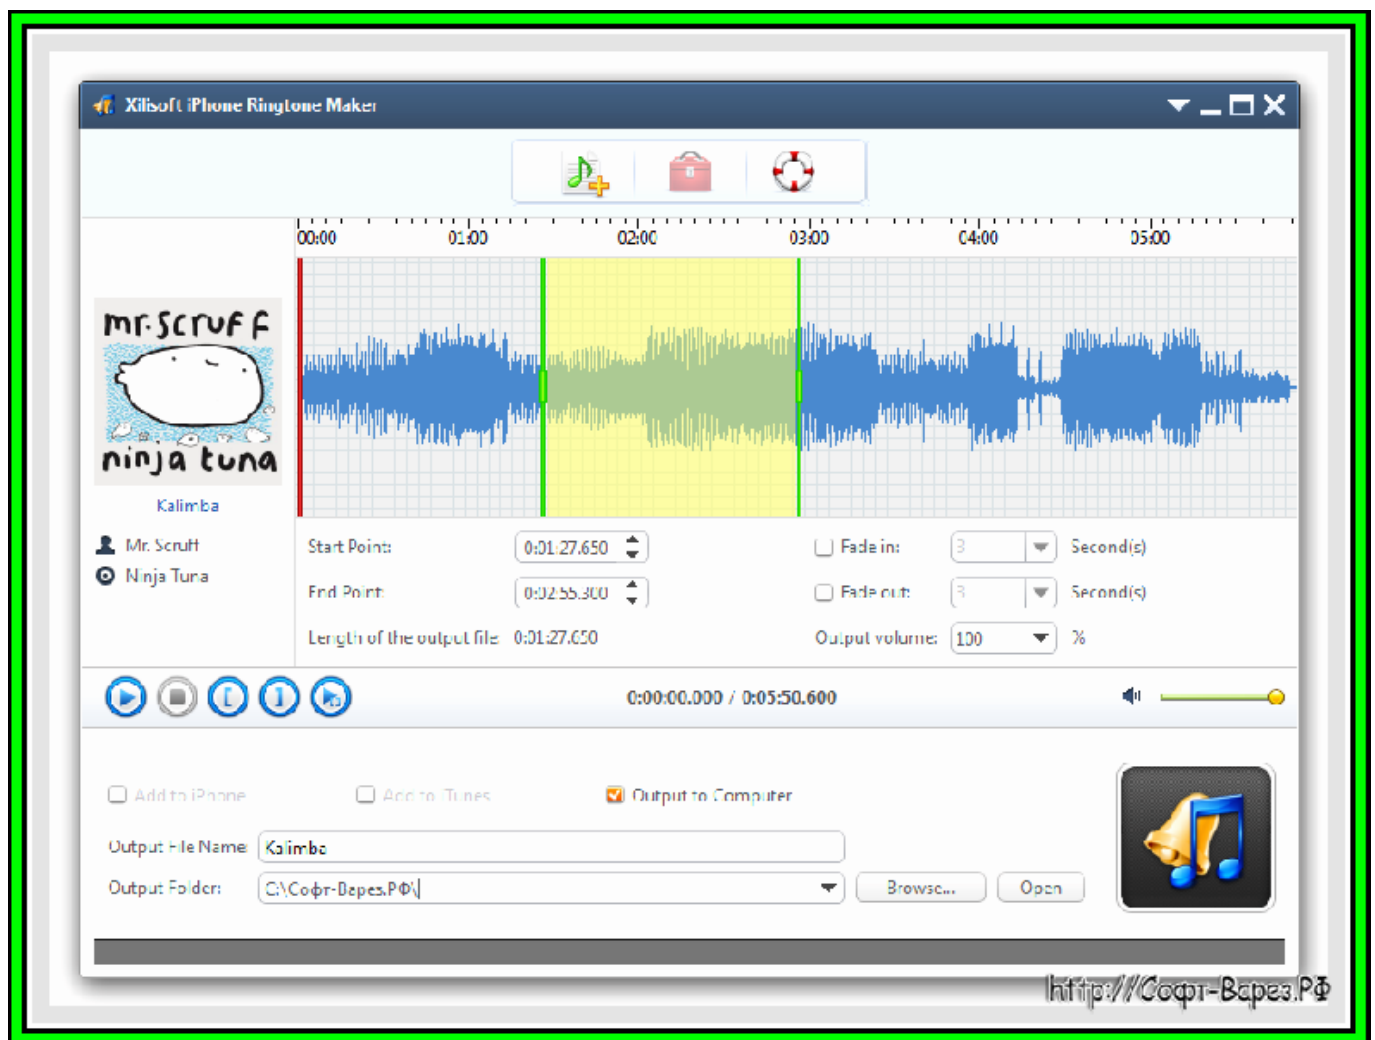 Xilisoft iPhone Ringtone Maker
00:00 01:00 02:00 03:00 04:00 05:00
mr. scruff
ninja tuna
Kalimba
Mr. Scruff
Ninja Tuna
Start Point: 0:01:27.650
Fade in: 3 Second(s)
End Point: 0:02:55.300
Fade out: 3 Second(s)
Length of the output file: 0:01:27.650
Output volume: 100 %
0:00:00.000 / 0:05:50.600
Add to iPhone Add to iTunes Output to Computer
Output File Name: Kalimba
Output Folder: C:\Софт-Варез.РФ\ Browse... Open
http://Софт-Варез.РФ